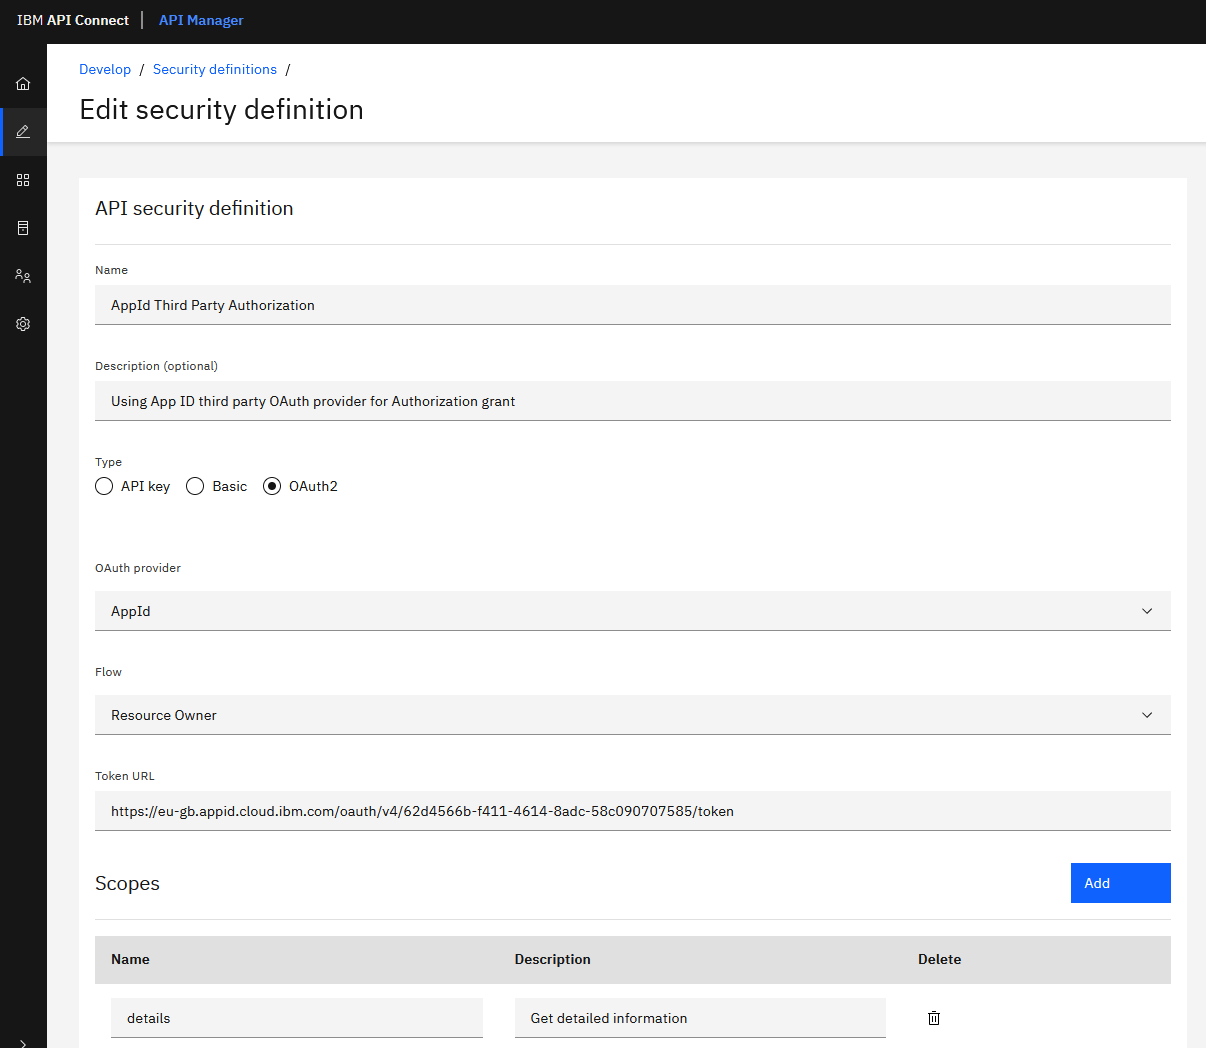 IBM API Connect | API Manager
Develop / Security definitions /
Edit security definition
API security definition
Name
AppId Third Party Authorization
Description (optional)
Using App ID third party OAuth provider for Authorization grant
Type
API key Basic OAuth2
OAuth provider
AppId
Flow
Resource Owner
Token URL
https://eu-gb.appid.cloud.ibm.com/oauth/v4/62d4566b-f411-4614-8adc-58c090707585/token
Scopes Add
Name Description Delete
details Get detailed information